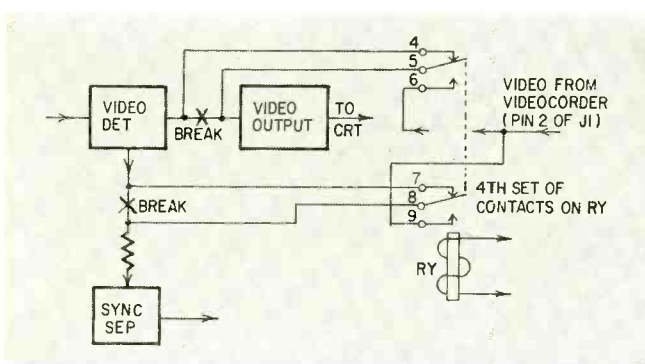 4
5
6
VIDEO DET
BREAK
VIDEO OUTPUT
TO CRT
VIDEO FROM
VIDEOCORDER
(PIN 2 OF J1)
7
8
9
BREAK
4TH SET OF
CONTACTS ON RY
RY
SYNC SEP